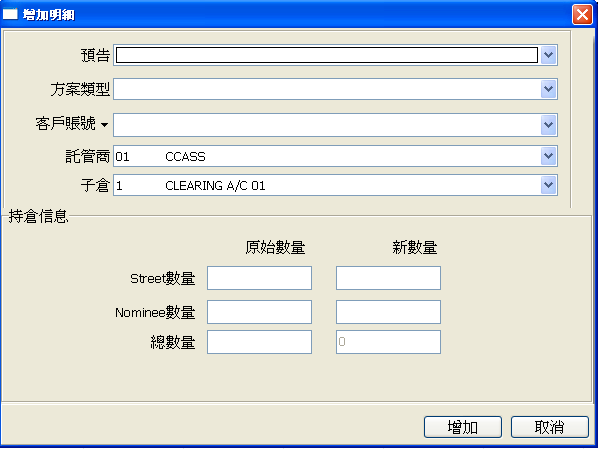 增加明細
預告
方案類型
客戶賬號
託管商 01 CCASS
子倉 1 CLEARING A/C 01
持倉信息
原始數量 新數量
Street數量
Nominee數量
總數量 0
增加 取消